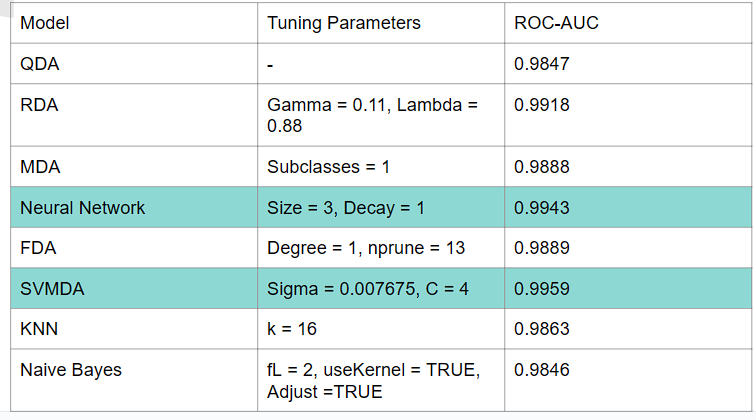 Model Tuning Parameters ROC-AUC
QDA - 0.9847
RDA Gamma = 0.11, Lambda = 0.9918
0.88
MDA Subclasses = 1 0.9888
Neural Network Size = 3, Decay = 1 0.9943
FDA Degree = 1, nprune = 13 0.9889
SVMDA Sigma = 0.007675, C = 4 0.9959
KNN k = 16 0.9863
Naive Bayes fL = 2, useKernel = TRUE, 0.9846
Adjust =TRUE